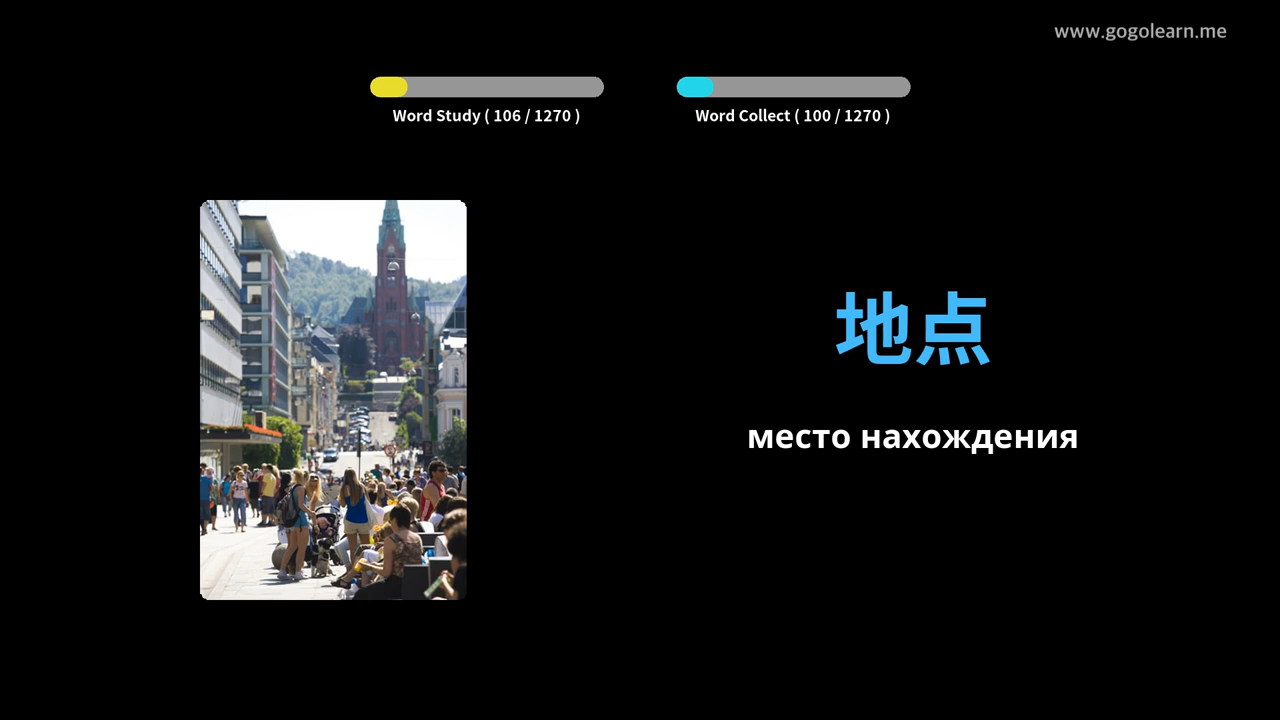 www.gogolearn.me
Word Study ( 106 / 1270 )
Word Collect ( 100 / 1270 )
地点
место нахождения